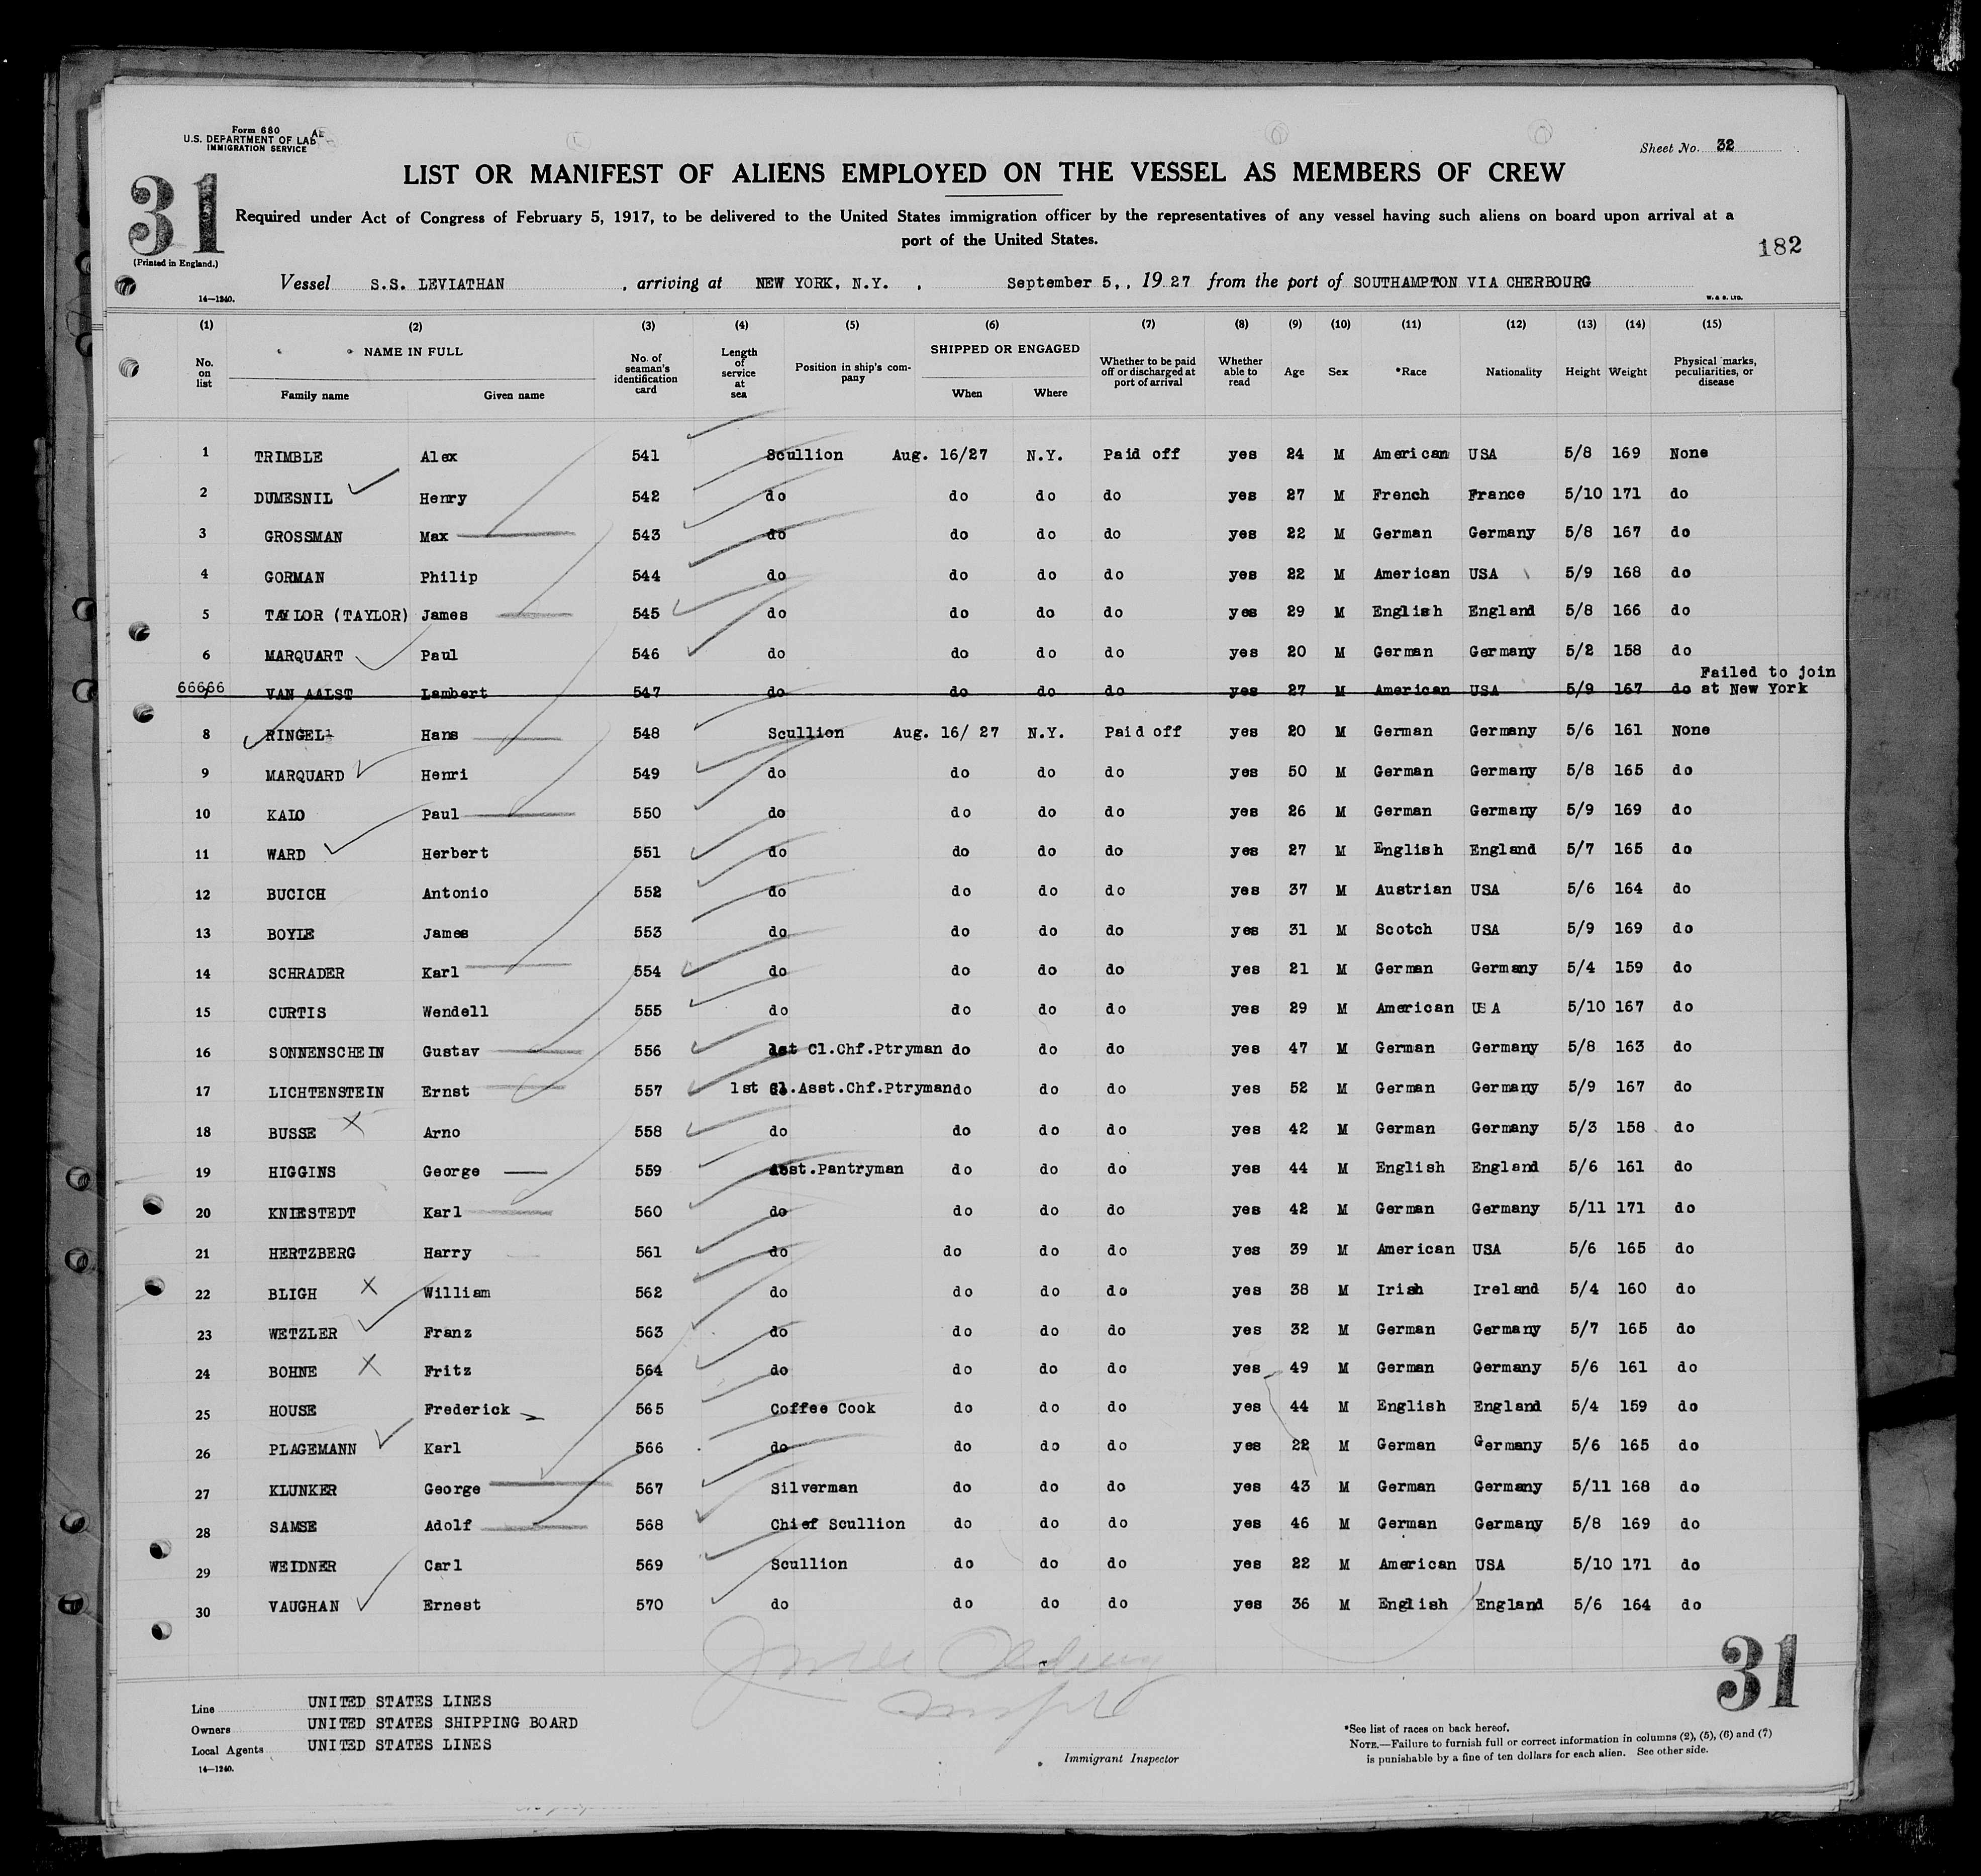 Form 680
U.S. DEPARTMENT OF LAB
IMMIGRATION SERVICE
Sheet No. 32
LIST OR MANIFEST OF ALIENS EMPLOYED ON THE VESSEL AS MEMBERS OF CREW
31
Required under Act of Congress of February 5, 1917, to be delivered to the United States immigration officer by the representatives of any vessel having such aliens on board upon arrival at a
port of the United States.
182
(Printed in England.)
Vessel S.S. LEVIATHAN , arriving at NEW YORK, N.Y. , September 5,, 19 27 from the port of SOUTHAMPTON VIA CHERBOURG
14—1240.
W. & S. LTD.
(1) (2) (3) (4) (5) (6) (7) (8) (9) (10) (11) (12) (13) (14) (15)
No. on list NAME IN FULL Family name Given name No. of seaman's identification card Length of service at sea Position in ship's company SHIPPED OR ENGAGED When Where Whether to be paid off or discharged at port of arrival Whether able to read Age Sex *Race Nationality Height Weight Physical marks, peculiarities, or disease
1 TRIMBLE Alex 541 Scullion Aug. 16/27 N.Y. Paid off yes 24 M American USA 5/8 169 None
2 DUMESNIL Henry 542 do do do do yes 27 M French France 5/10 171 do
3 GROSSMAN Max 543 do do do do yes 22 M German Germany 5/8 167 do
4 GORMAN Philip 544 do do do do yes 22 M American USA 5/9 168 do
5 TAYLOR (TAYLOR) James 545 do do do do yes 29 M English England 5/8 166 do
6 MARQUART Paul 546 do do do do yes 20 M German Germany 5/2 158 do
66666 7 VAN AALST Lambert 547 do do do do yes 27 M American USA 5/9 167 do Failed to join at New York
8 RINGEL Hans 548 Scullion Aug. 16/ 27 N.Y. Paid off yes 20 M German Germany 5/6 161 None
9 MARQUARD Henri 549 do do do do yes 50 M German Germany 5/8 165 do
10 KAIO Paul 550 do do do do yes 26 M German Germany 5/9 169 do
11 WARD Herbert 551 do do do do yes 27 M English England 5/7 165 do
12 BUCICH Antonio 552 do do do do yes 37 M Austrian USA 5/6 164 do
13 BOYLE James 553 do do do do yes 31 M Scotch USA 5/9 169 do
14 SCHRADER Karl 554 do do do do yes 21 M German Germany 5/4 159 do
15 CURTIS Wendell 555 do do do do yes 29 M American USA 5/10 167 do
16 SONNENSCHEIN Gustav 556 1st Cl.Chf.Ptryman do do do yes 47 M German Germany 5/8 163 do
17 LICHTENSTEIN Ernst 557 1st Cl.Asst.Chf.Ptryman do do do yes 52 M German Germany 5/9 167 do
18 BUSSE Arno 558 do do do do yes 42 M German Germany 5/3 158 do
19 HIGGINS George 559 Asst.Pantryman do do do yes 44 M English England 5/6 161 do
20 KNIESTEDT Karl 560 do do do do yes 42 M German Germany 5/11 171 do
21 HERTZBERG Harry 561 do do do do yes 39 M American USA 5/6 165 do
22 BLIGH William 562 do do do do yes 38 M Irish Ireland 5/4 160 do
23 WETZLER Franz 563 do do do do yes 32 M German Germany 5/7 165 do
24 BOHNE Fritz 564 do do do do yes 49 M German Germany 5/6 161 do
25 HOUSE Frederick 565 Coffee Cook do do do yes 44 M English England 5/4 159 do
26 PLAGEMANN Karl 566 do do do do yes 22 M German Germany 5/6 165 do
27 KLUNKER George 567 Silverman do do do yes 43 M German Germany 5/11 168 do
28 SAMSE Adolf 568 Chief Scullion do do do yes 46 M German Germany 5/8 169 do
29 WEIDNER Carl 569 Scullion do do do yes 22 M American USA 5/10 171 do
30 VAUGHAN Ernest 570 do do do do yes 36 M English England 5/6 164 do
31
Line UNITED STATES LINES
Owners UNITED STATES SHIPPING BOARD
Local Agents UNITED STATES LINES
14—1240.
Immigrant Inspector
*See list of races on back hereof.
NOTE.—Failure to furnish full or correct information in columns (2), (5), (6) and (7)
is punishable by a fine of ten dollars for each alien. See other side.